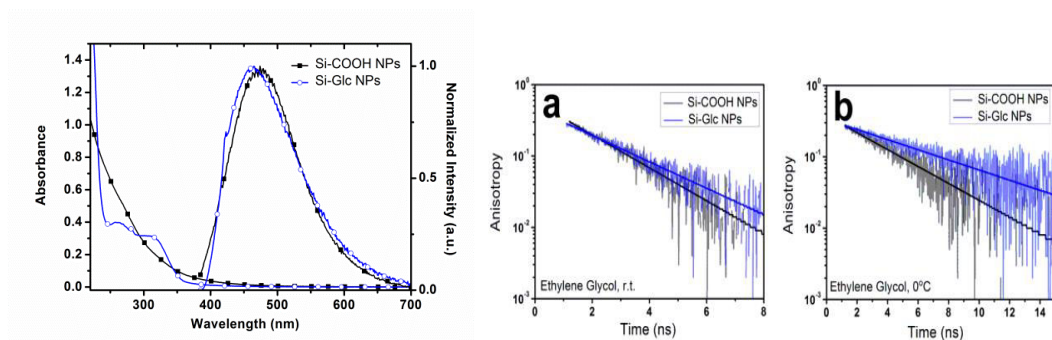 Absorbance
1.4
1.2
1.0
0.8
0.6
0.4
0.2
0.0
300 400 500 600 700
Wavelength (nm)
1.0
0.5
0.0
Normalized Intensity (a.u.)
Si-COOH NPs
Si-Glc NPs
a
Anisotropy
10⁰
10⁻¹
10⁻²
10⁻³
Si-COOH NPs
Si-Glc NPs
Ethylene Glycol, r.t.
2 4 6 8
Time (ns)
b
Anisotropy
10⁰
10⁻¹
10⁻²
10⁻³
Si-COOH NPs
Si-Glc NPs
Ethylene Glycol, 0ºC
2 4 6 8 10 12 14
Time (ns)